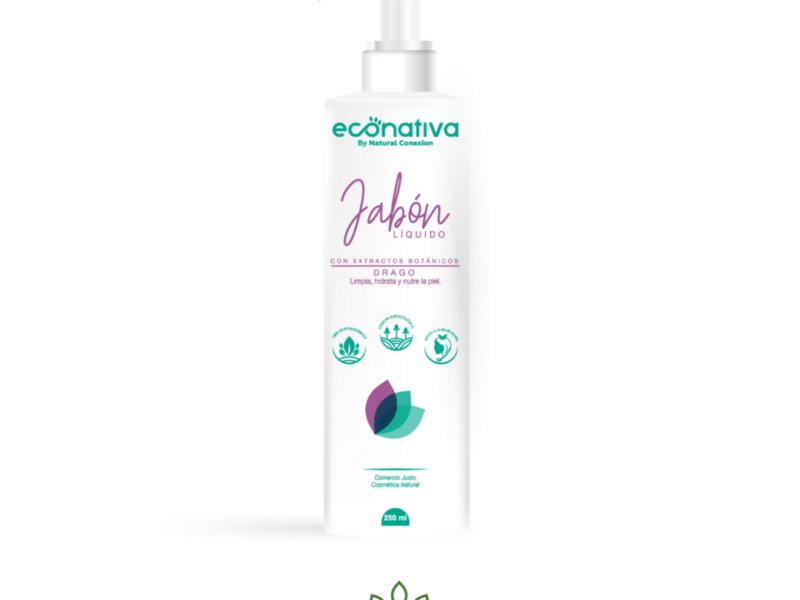 econativa
By Natural Conexion
Jabón
LÍQUIDO
CON EXTRACTOS BOTÁNICOS
DRAGO
Limpia, hidrata y nutre la piel.
Comercio Justo
Cosmética Natural
250 ml